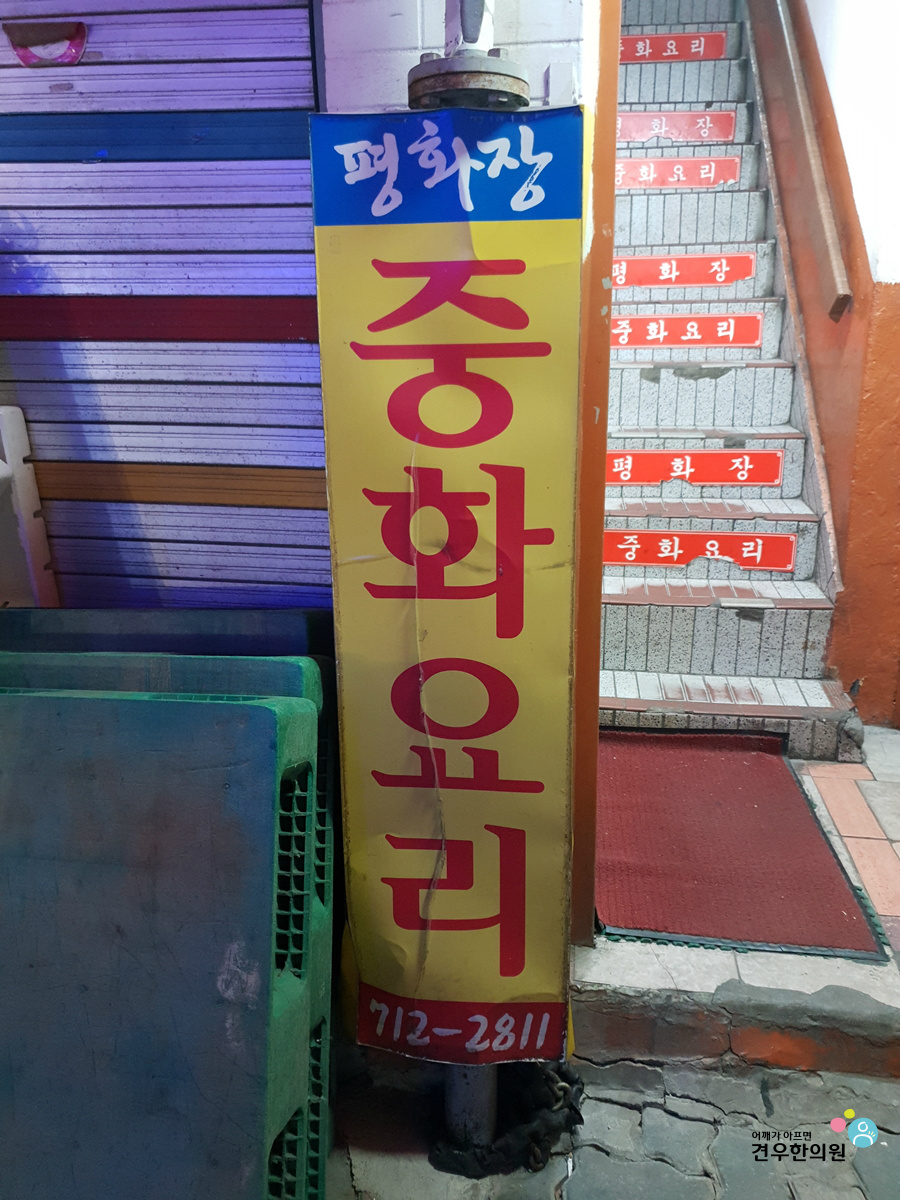 평화장
중화요리
712-2811
화요리
화 장
중화요리
평 화 장
중화요리
평 화 장
중화요리
어깨가 아프면
견우한의원